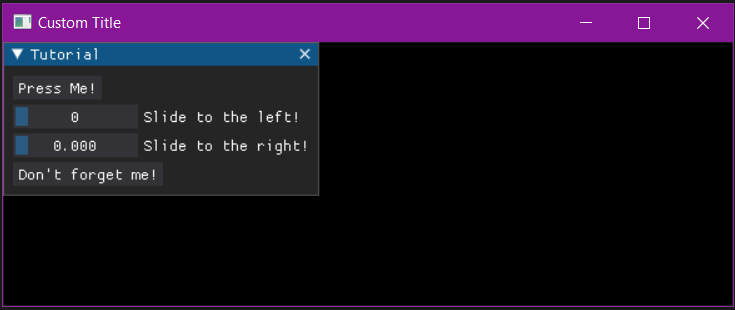 Custom Title
Tutorial
Press Me!
0 Slide to the left!
0.000 Slide to the right!
Don't forget me!